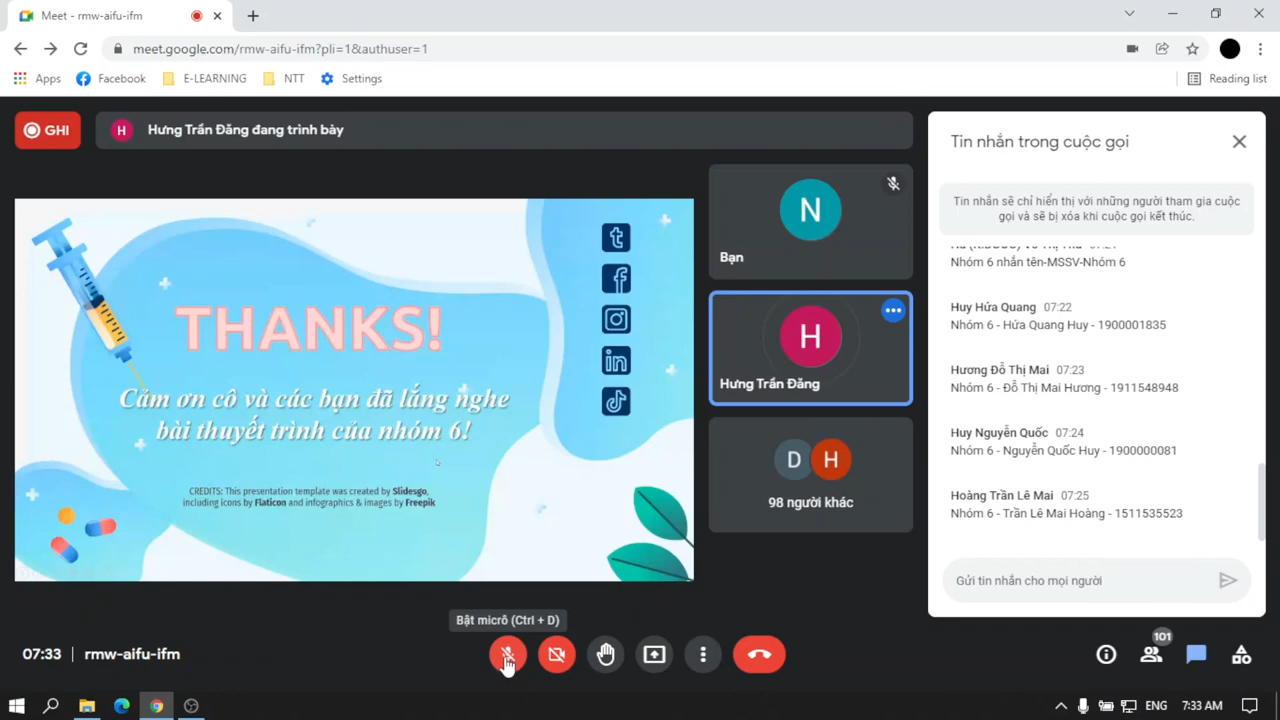 Meet - rmw-aifu-ifm
meet.google.com/rmw-aifu-ifm?pli=1&authuser=1
Apps
Facebook
E-LEARNING
NTT
Settings
Reading list
GHI
H
Hưng Trần Đăng đang trình bày
THANKS!
Cảm ơn cô và các bạn đã lắng nghe
bài thuyết trình của nhóm 6!
CREDITS: This presentation template was created by Slidesgo,
including icons by Flaticon and infographics & images by Freepik
N
Bạn
H
Hưng Trần Đăng
D
H
98 người khác
Tin nhắn trong cuộc gọi
Tin nhắn sẽ chỉ hiển thị với những người tham gia cuộc
gọi và sẽ bị xóa khi cuộc gọi kết thúc.
Nhóm 6 nhắn tên-MSSV-Nhóm 6
Huy Hứa Quang 07:22
Nhóm 6 - Hứa Quang Huy - 1900001835
Hương Đỗ Thị Mai 07:23
Nhóm 6 - Đỗ Thị Mai Hương - 1911548948
Huy Nguyễn Quốc 07:24
Nhóm 6 - Nguyễn Quốc Huy - 1900000081
Hoàng Trần Lê Mai 07:25
Nhóm 6 - Trần Lê Mai Hoàng - 1511535523
Gửi tin nhắn cho mọi người
Bật micrô (Ctrl + D)
07:33 | rmw-aifu-ifm
101
ENG
7:33 AM